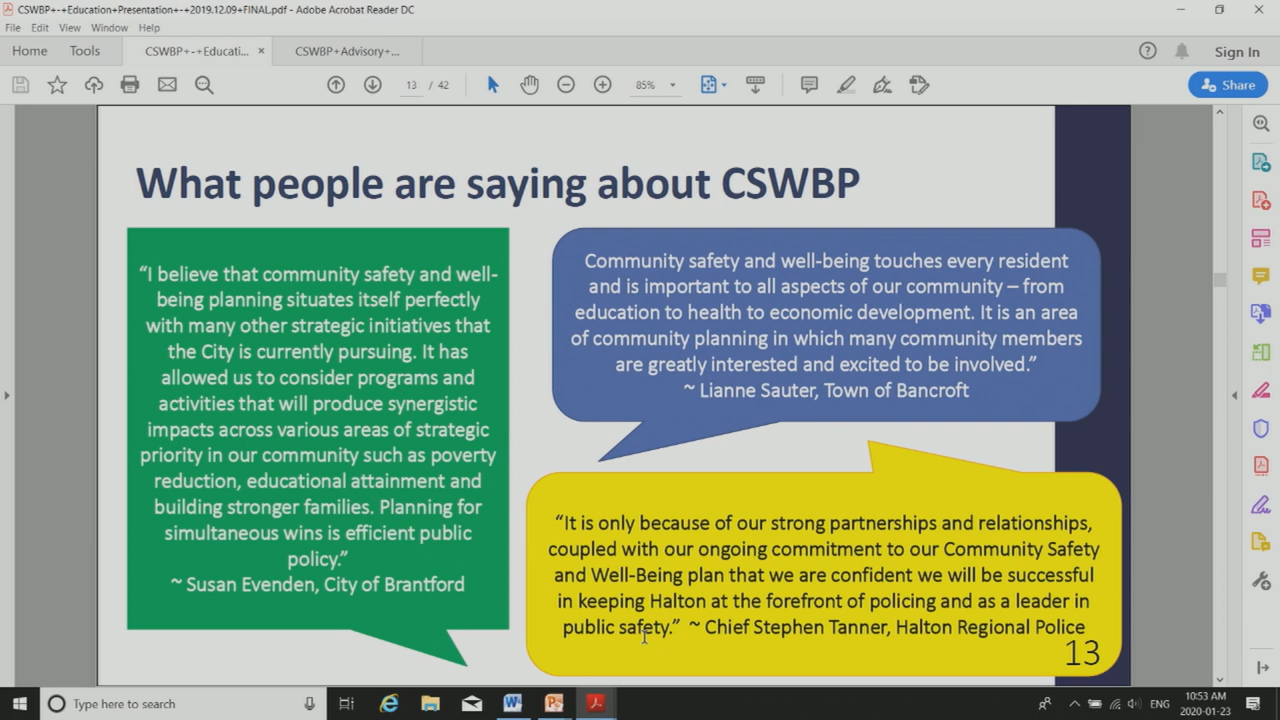 CSWBP+-+Education+Presentation+-+2019.12.09+FINAL.pdf - Adobe Acrobat Reader DC
File Edit View Window Help
Home Tools CSWBP+-+Educati... × CSWBP+Advisory+... Sign In
13 / 42 85% Share
What people are saying about CSWBP
“I believe that community safety and well-
being planning situates itself perfectly
with many other strategic initiatives that
the City is currently pursuing. It has
allowed us to consider programs and
activities that will produce synergistic
impacts across various areas of strategic
priority in our community such as poverty
reduction, educational attainment and
building stronger families. Planning for
simultaneous wins is efficient public
policy.”
~ Susan Evenden, City of Brantford
Community safety and well-being touches every resident
and is important to all aspects of our community – from
education to health to economic development. It is an area
of community planning in which many community members
are greatly interested and excited to be involved.”
~ Lianne Sauter, Town of Bancroft
“It is only because of our strong partnerships and relationships,
coupled with our ongoing commitment to our Community Safety
and Well-Being plan that we are confident we will be successful
in keeping Halton at the forefront of policing and as a leader in
public safety.” ~ Chief Stephen Tanner, Halton Regional Police
13
Type here to search
ENG
10:53 AM
2020-01-23